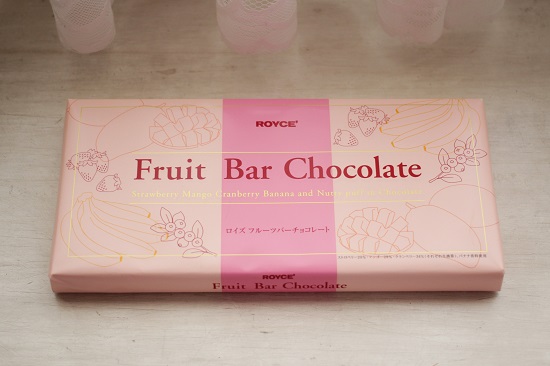 ROYCE'
Fruit Bar Chocolate
Strawberry Mango Cranberry Banana and Nuts
ロイズ フルーツバーチョコレート
ROYCE'
Fruit Bar Chocolate